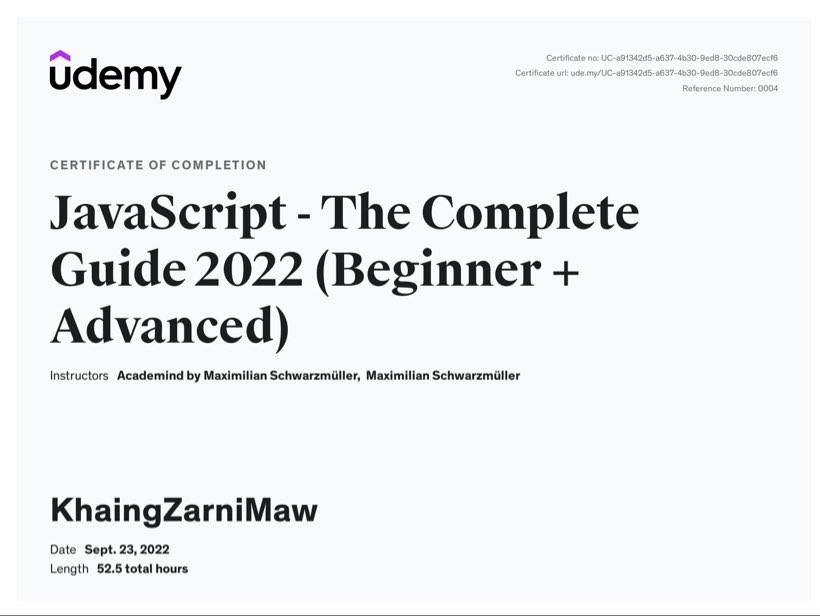 udemy
Certificate no: UC-a91342d5-a637-4b30-9ed8-30cde807ecf6
Certificate url: ude.my/UC-a91342d5-a637-4b30-9ed8-30cde807ecf6
Reference Number: 0004
CERTIFICATE OF COMPLETION
JavaScript - The Complete
Guide 2022 (Beginner +
Advanced)
Instructors Academind by Maximilian Schwarzmüller, Maximilian Schwarzmüller
KhaingZarniMaw
Date Sept. 23, 2022
Length 52.5 total hours